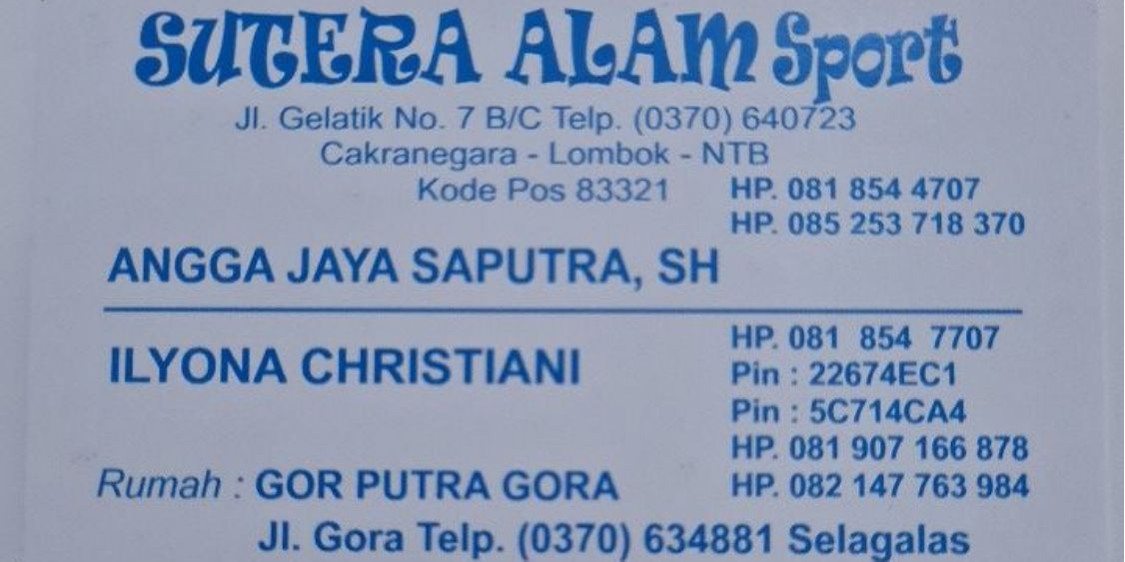 SUTERA ALAM Sport
Jl. Gelatik No. 7 B/C Telp. (0370) 640723
Cakranegara - Lombok - NTB
Kode Pos 83321 HP. 081 854 4707
HP. 085 253 718 370
ANGGA JAYA SAPUTRA, SH
HP. 081 854 7707
ILYONA CHRISTIANI
Pin : 22674EC1
Pin : 5C714CA4
HP. 081 907 166 878
Rumah : GOR PUTRA GORA HP. 082 147 763 984
Jl. Gora Telp. (0370) 634881 Selagalas